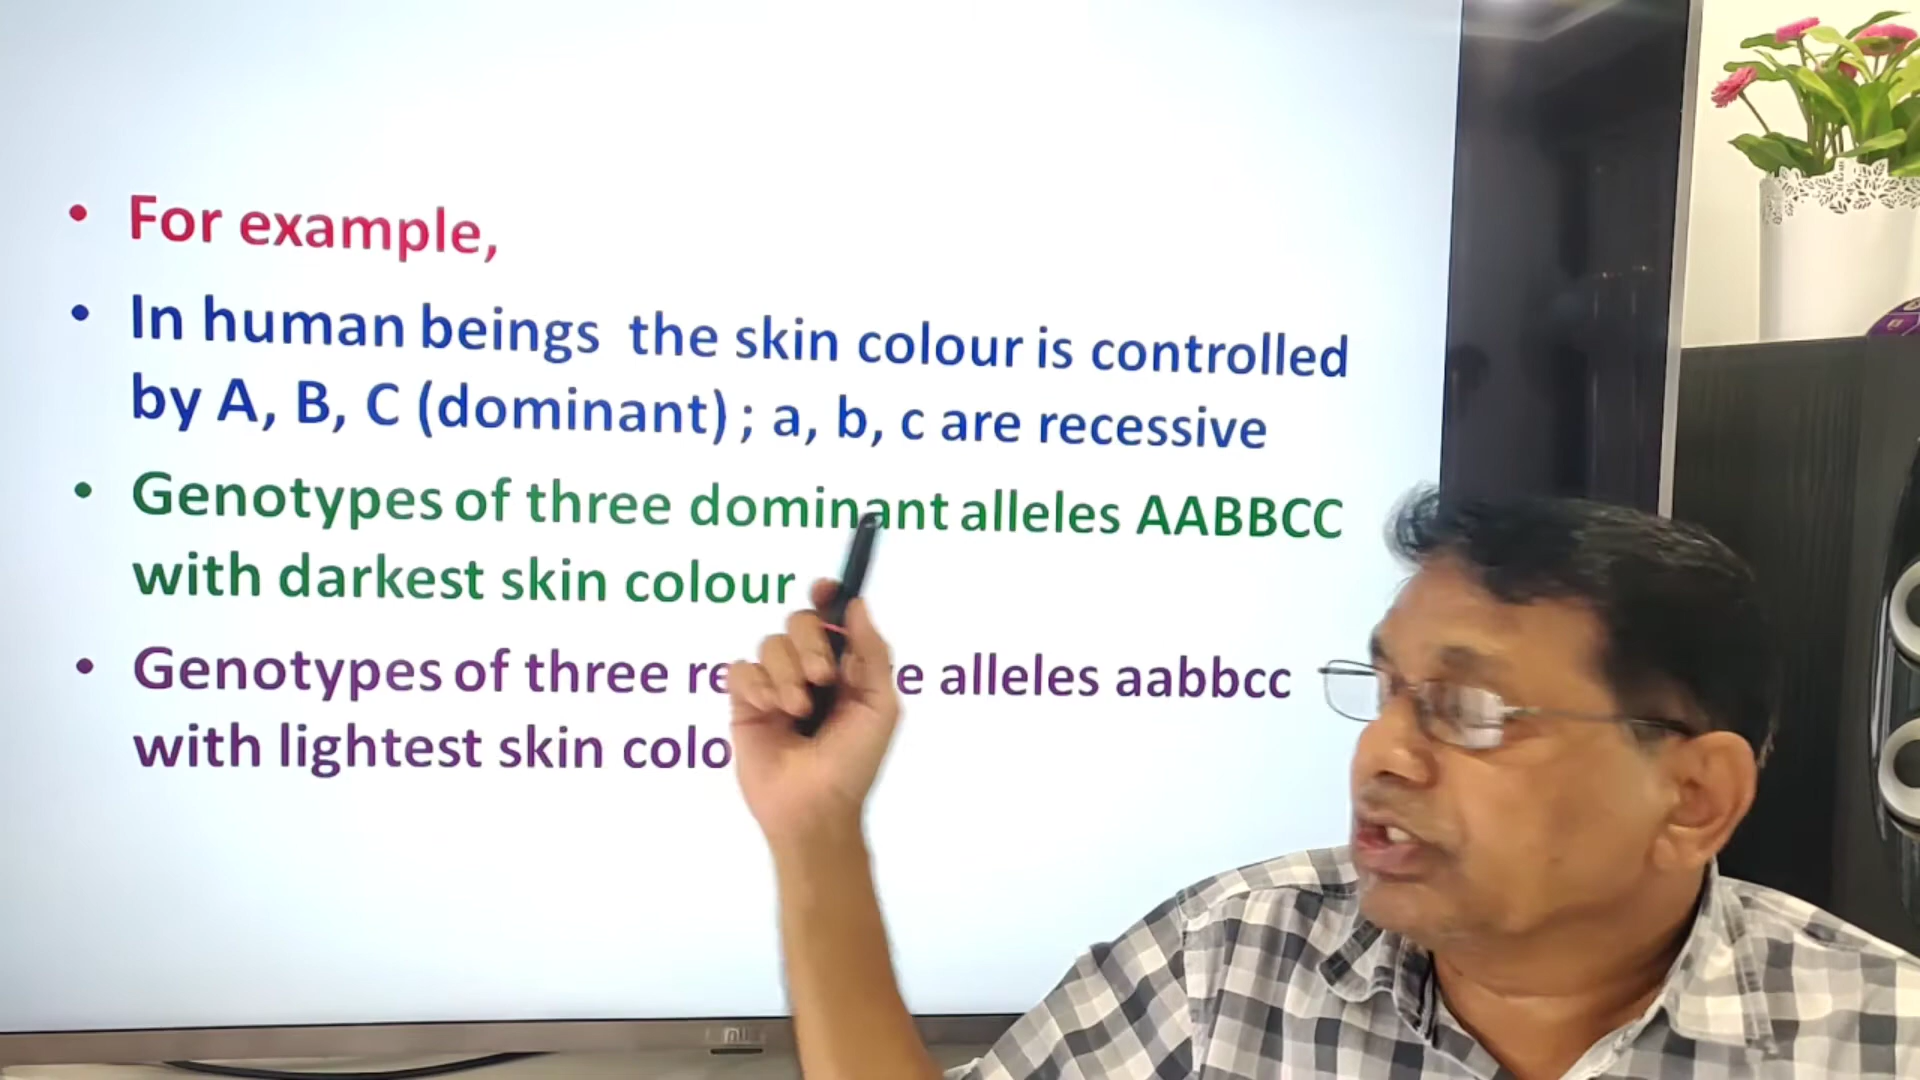 For example,
In human beings the skin colour is controlled
by A, B, C (dominant) ; a, b, c are recessive
Genotypes of three dominant alleles AABBCC
with darkest skin colour
Genotypes of three alleles aabbcc
with lightest skin
mi